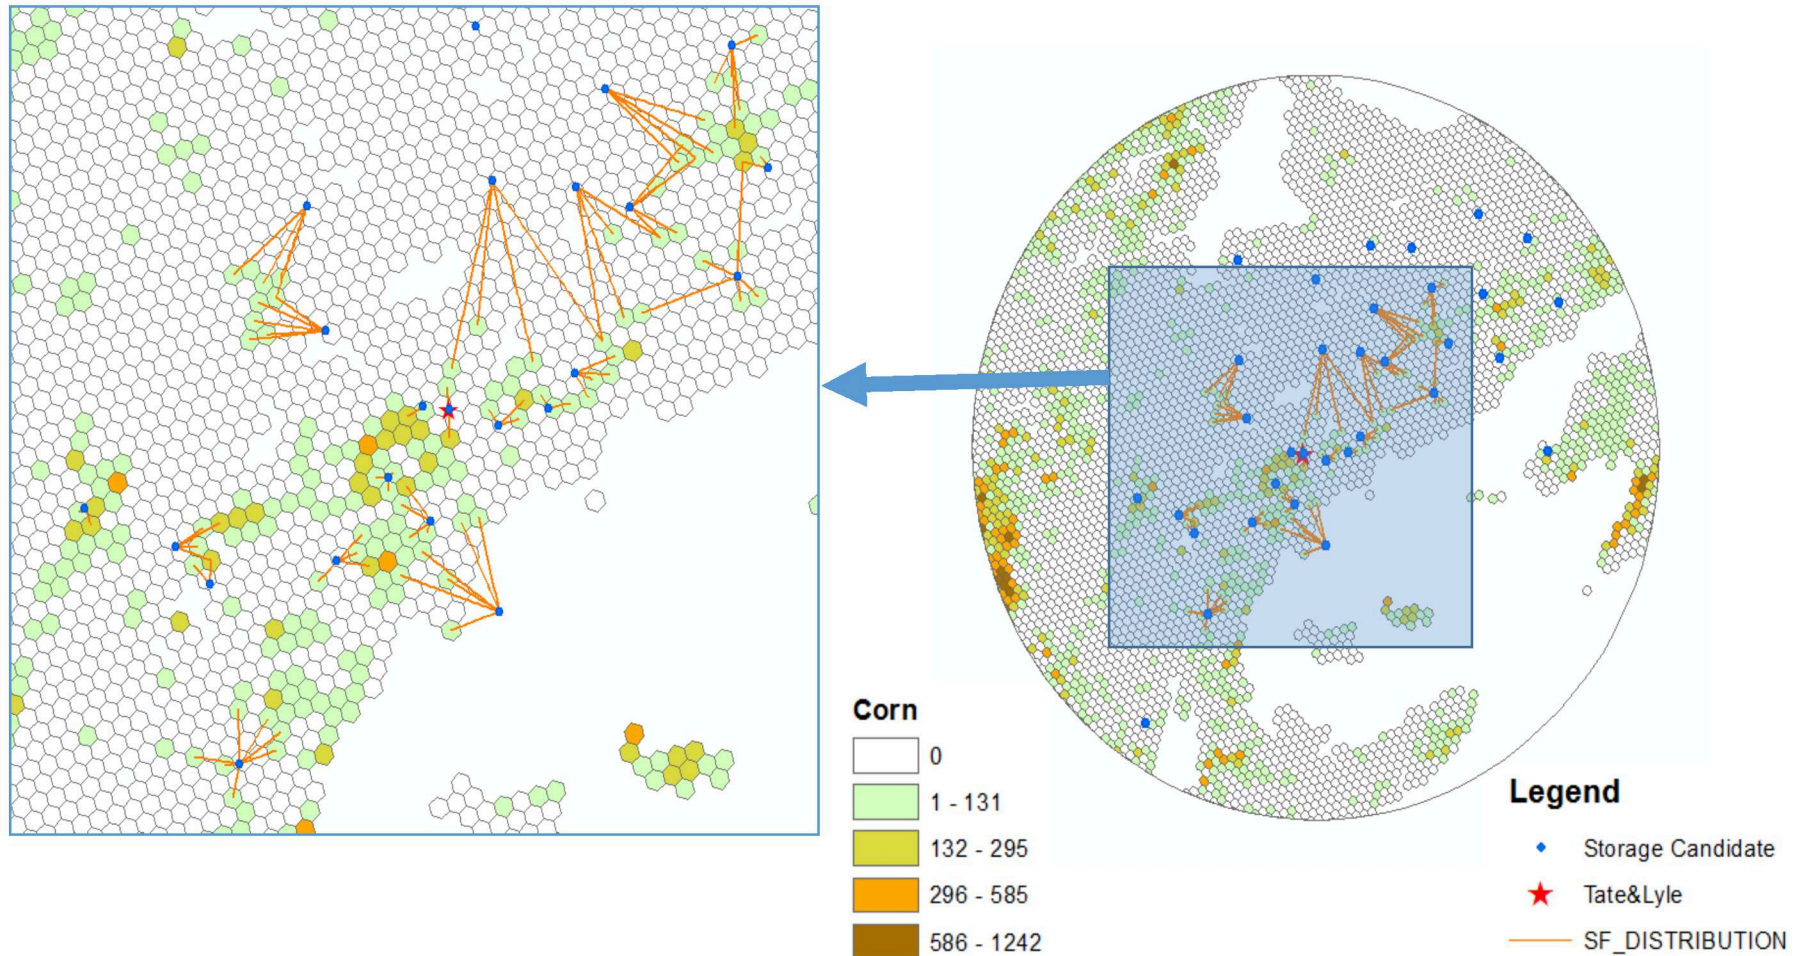 Corn
0
1 - 131
132 - 295
296 - 585
586 - 1242
Legend
Storage Candidate
Tate&Lyle
SF_DISTRIBUTION